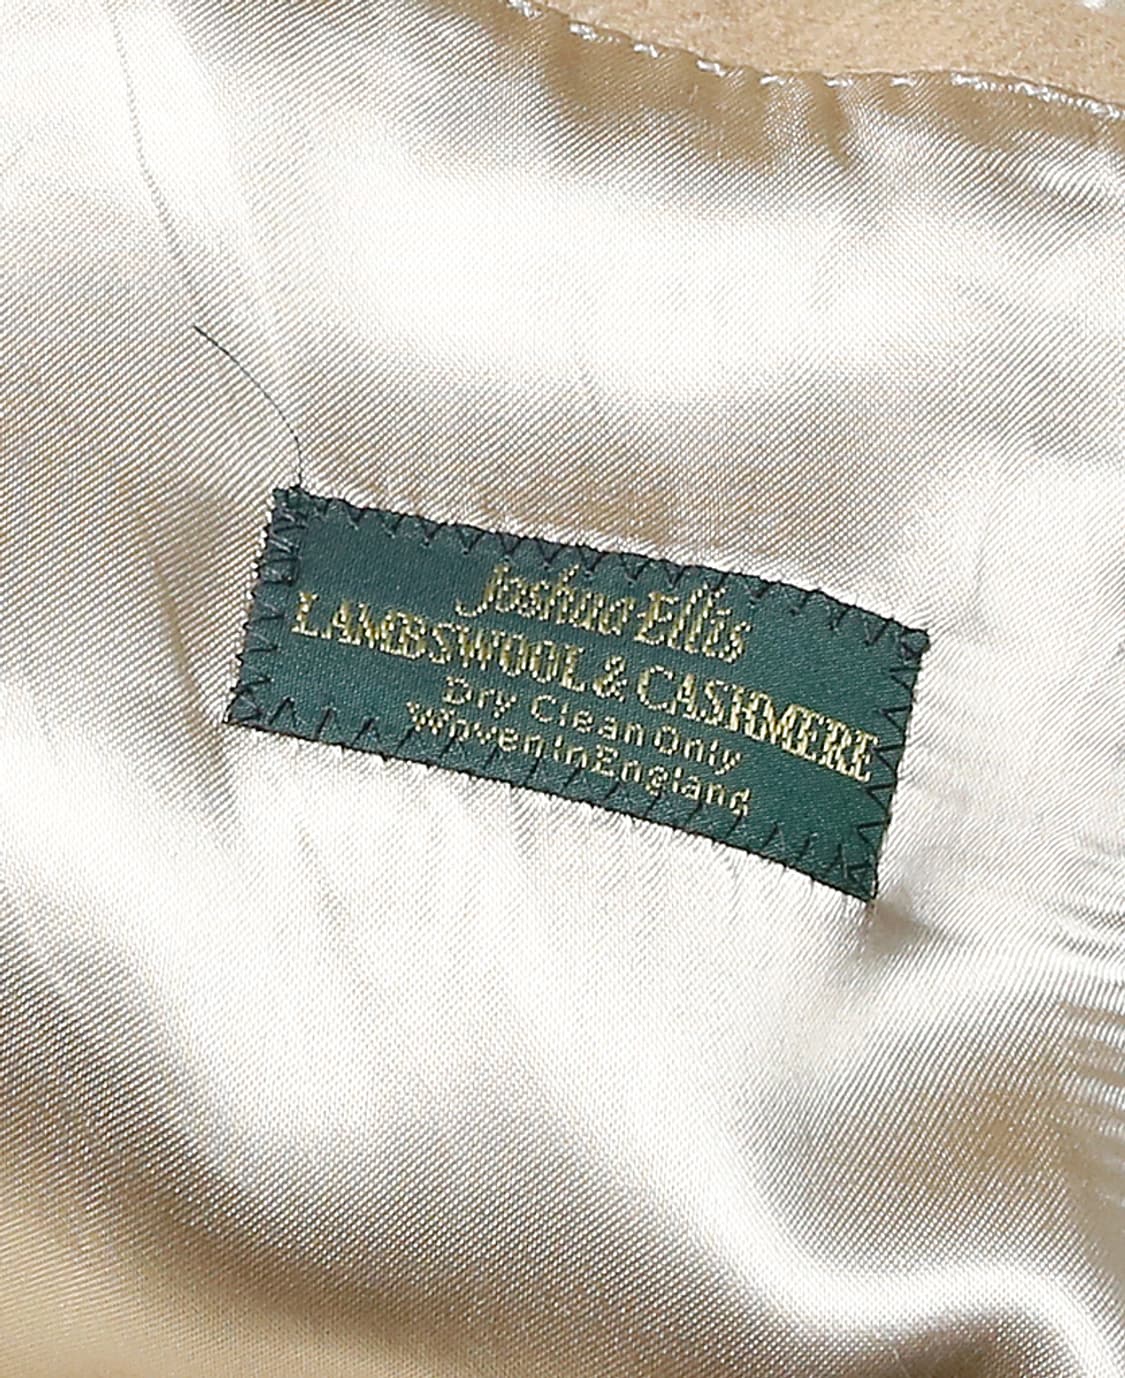 Joshua Ellis
LAMBSWOOL & CASHMERE
Dry Clean Only
Woven In England